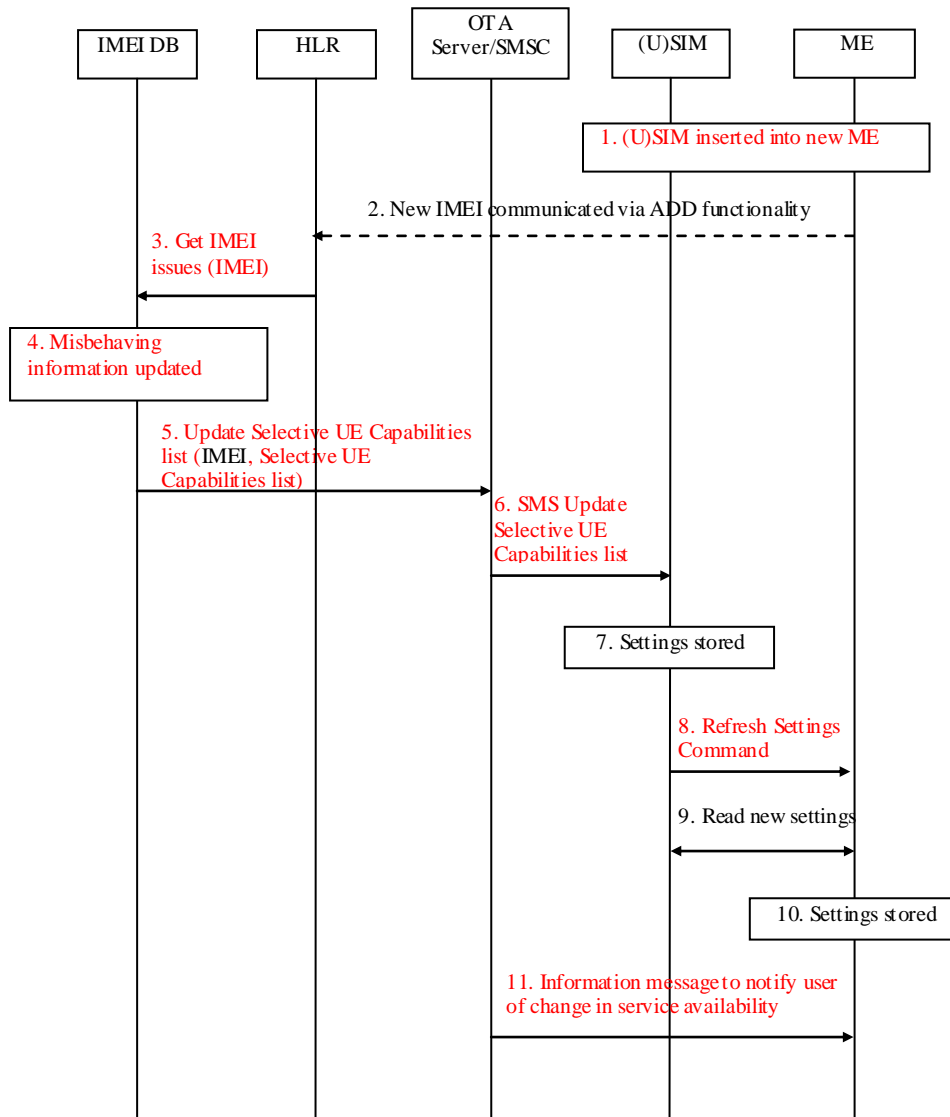 OTA
Server/SMSC
IMEI DB
HLR
(U)SIM
ME
1. (U)SIM inserted into new ME
2. New IMEI communicated via ADD functionality
3. Get IMEI
issues (IMEI)
4. Misbehaving
information updated
5. Update Selective UE Capabilities
list (IMEI, Selective UE
Capabilities list)
6. SMS Update
Selective UE
Capabilities list
7. Settings stored
8. Refresh Settings
Command
9. Read new settings
10. Settings stored
11. Information message to notify user
of change in service availability